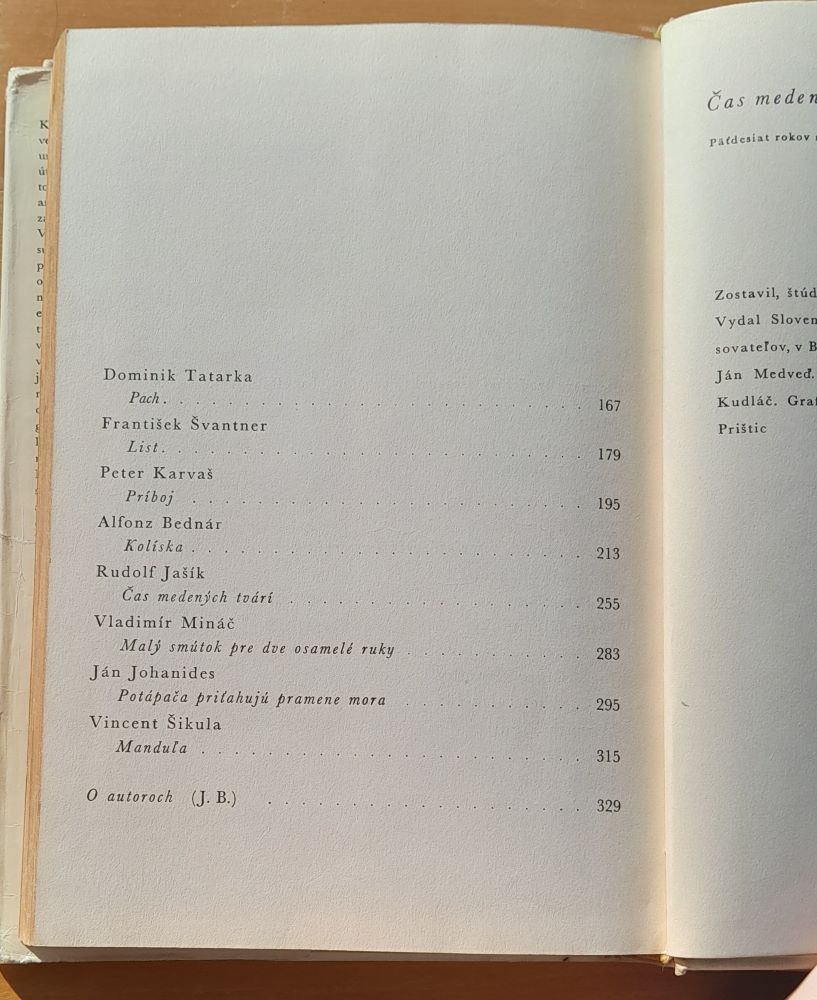 Dominik Tatarka
Pach . . . . . . . . . . . . . . . . . . . . . . . . . . . . . . 167
František Švantner
List . . . . . . . . . . . . . . . . . . . . . . . . . . . . . . 179
Peter Karvaš
Príboj . . . . . . . . . . . . . . . . . . . . . . . . . . . . . 195
Alfonz Bednár
Kolíska . . . . . . . . . . . . . . . . . . . . . . . . . . . . 213
Rudolf Jašík
Čas medených tvárí . . . . . . . . . . . . . . . . . . . . . . 255
Vladimír Mináč
Malý smútok pre dve osamelé ruky . . . . . . . . . . . . . 283
Ján Johanides
Potápača priťahujú pramene mora . . . . . . . . . . . . . 295
Vincent Šikula
Manduľa . . . . . . . . . . . . . . . . . . . . . . . . . . . . 315
O autoroch (J. B.) . . . . . . . . . . . . . . . . . . . . . . . 329
Čas meden
Päťdesiat rokov
Zostavil, štúd
Vydal Sloven
sovateľov, v B
Ján Medveď.
Kudláč. Graf
Prištic